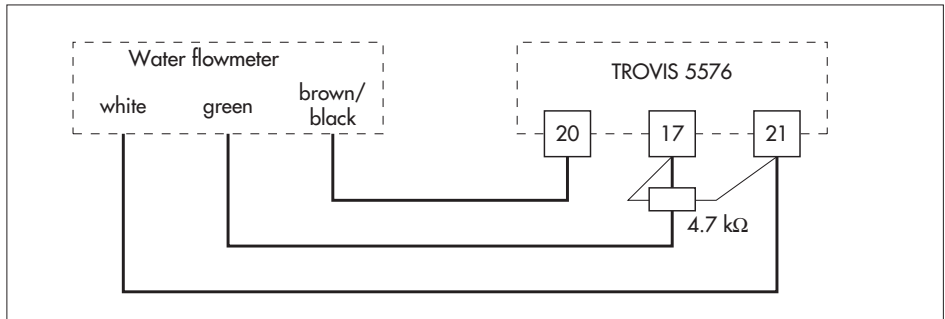 Water flowmeter
white
green
brown/
black
TROVIS 5576
20
17
21
4.7 kΩ